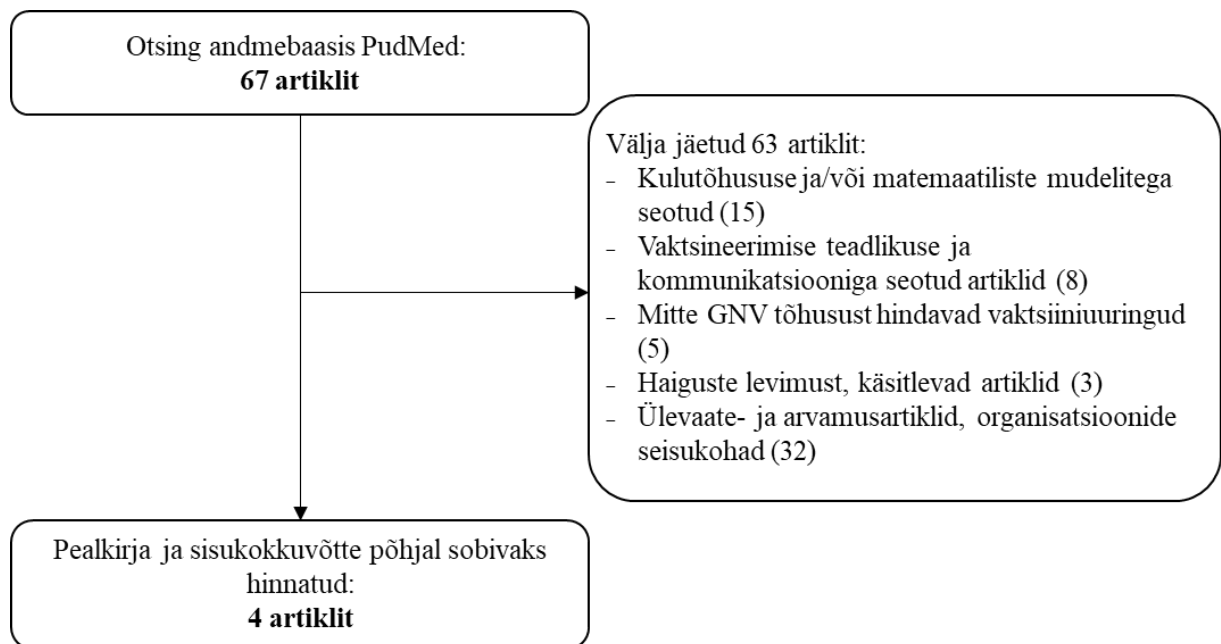 Otsing andmebaasis PudMed:
67 artiklit
Välja jäetud 63 artiklit:
- Kulutõhususe ja/või matemaatiliste mudelitega
seotud (15)
- Vaktsineerimise teadlikuse ja
kommunikatsiooniga seotud artiklid (8)
- Mitte GNV tõhusust hindavad vaktsiiniuuringud
(5)
- Haiguste levimust, käsitlevad artiklid (3)
- Ülevaate- ja arvamusartiklid, organisatsioonide
seisukohad (32)
Pealkirja ja sisukokkuvõtte põhjal sobivaks
hinnatud:
4 artiklit